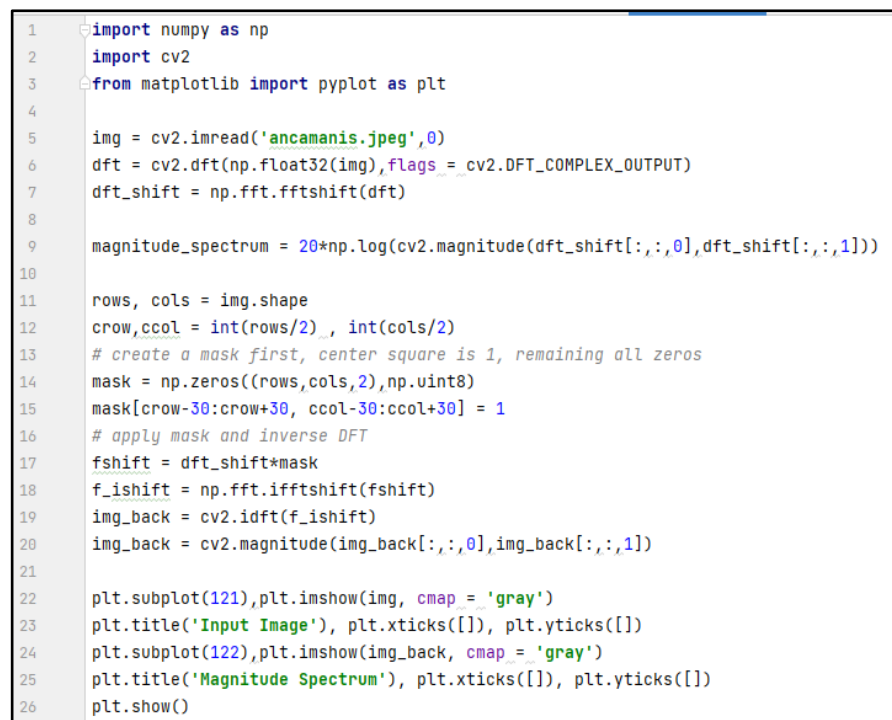 1 import numpy as np
2 import cv2
3 from matplotlib import pyplot as plt
4
5 img = cv2.imread('ancamanis.jpeg',0)
6 dft = cv2.dft(np.float32(img),flags = cv2.DFT_COMPLEX_OUTPUT)
7 dft_shift = np.fft.fftshift(dft)
8
9 magnitude_spectrum = 20*np.log(cv2.magnitude(dft_shift[:,:,0],dft_shift[:,:,1]))
10
11 rows, cols = img.shape
12 crow,ccol = int(rows/2) , int(cols/2)
13 # create a mask first, center square is 1, remaining all zeros
14 mask = np.zeros((rows,cols,2),np.uint8)
15 mask[crow-30:crow+30, ccol-30:ccol+30] = 1
16 # apply mask and inverse DFT
17 fshift = dft_shift*mask
18 f_ishift = np.fft.ifftshift(fshift)
19 img_back = cv2.idft(f_ishift)
20 img_back = cv2.magnitude(img_back[:,:,0],img_back[:,:,1])
21
22 plt.subplot(121),plt.imshow(img, cmap = 'gray')
23 plt.title('Input Image'), plt.xticks([]), plt.yticks([])
24 plt.subplot(122),plt.imshow(img_back, cmap = 'gray')
25 plt.title('Magnitude Spectrum'), plt.xticks([]), plt.yticks([])
26 plt.show()